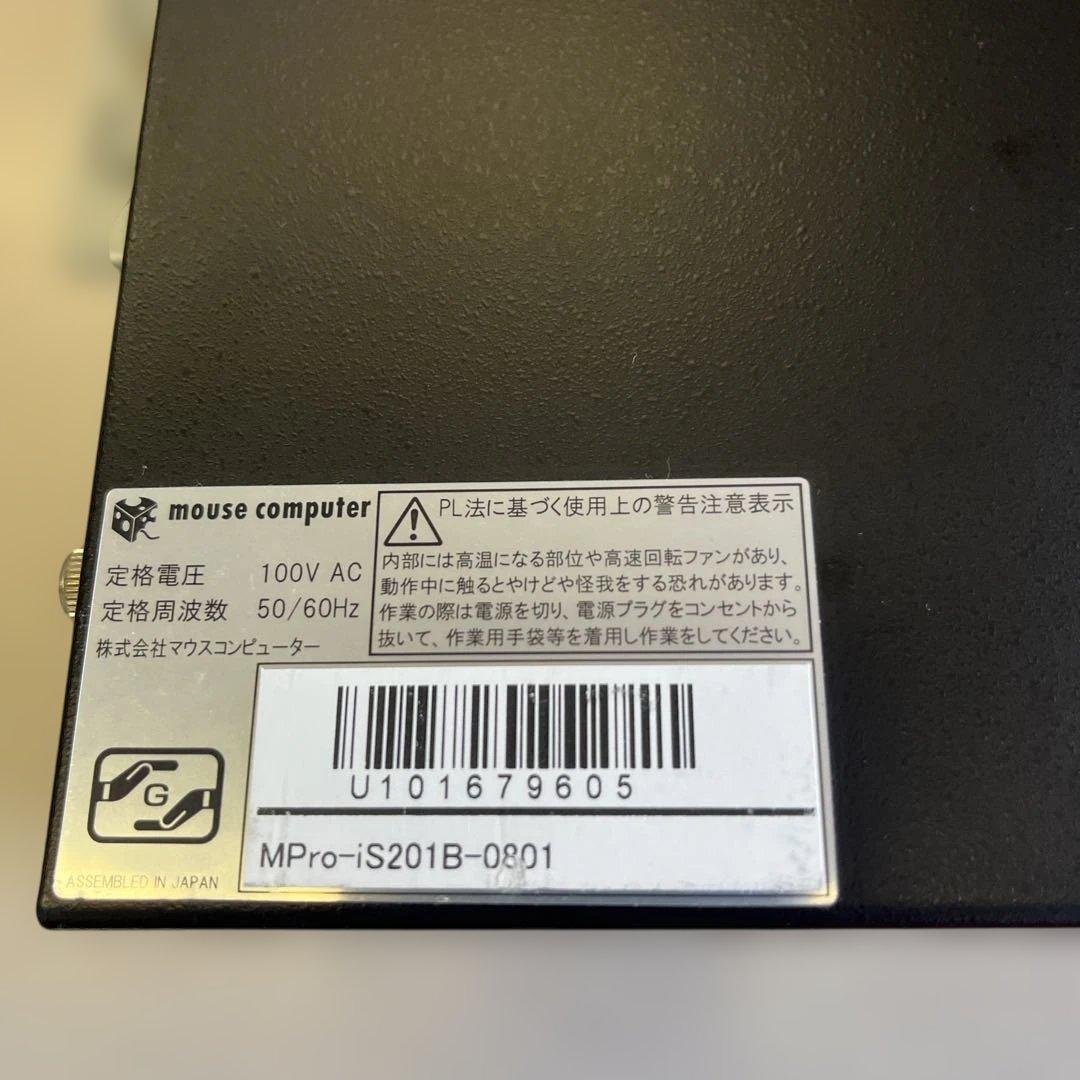 mouse computer
定格電圧 100V AC
定格周波数 50/60Hz
株式会社マウスコンピューター
PL法に基づく使用上の警告注意表示
内部には高温になる部位や高速回転ファンがあり、
動作中に触るとやけどや怪我をする恐れがあります。
作業の際は電源を切り、電源プラグをコンセントから
抜いて、作業用手袋等を着用し作業をしてください。
U101679605
MPro-iS201B-0801
G
ASSEMBLED IN JAPAN